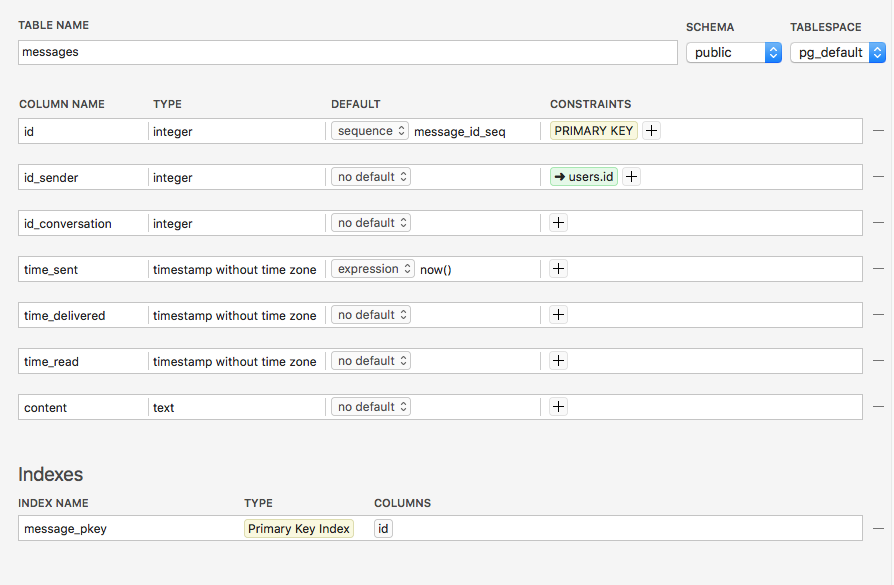 TABLE NAME SCHEMA TABLESPACE
messages public pg_default
COLUMN NAME TYPE DEFAULT CONSTRAINTS
id integer sequence message_id_seq PRIMARY KEY +
id_sender integer no default ➜ users.id +
id_conversation integer no default +
time_sent timestamp without time zone expression now() +
time_delivered timestamp without time zone no default +
time_read timestamp without time zone no default +
content text no default +
Indexes
INDEX NAME TYPE COLUMNS
message_pkey Primary Key Index id